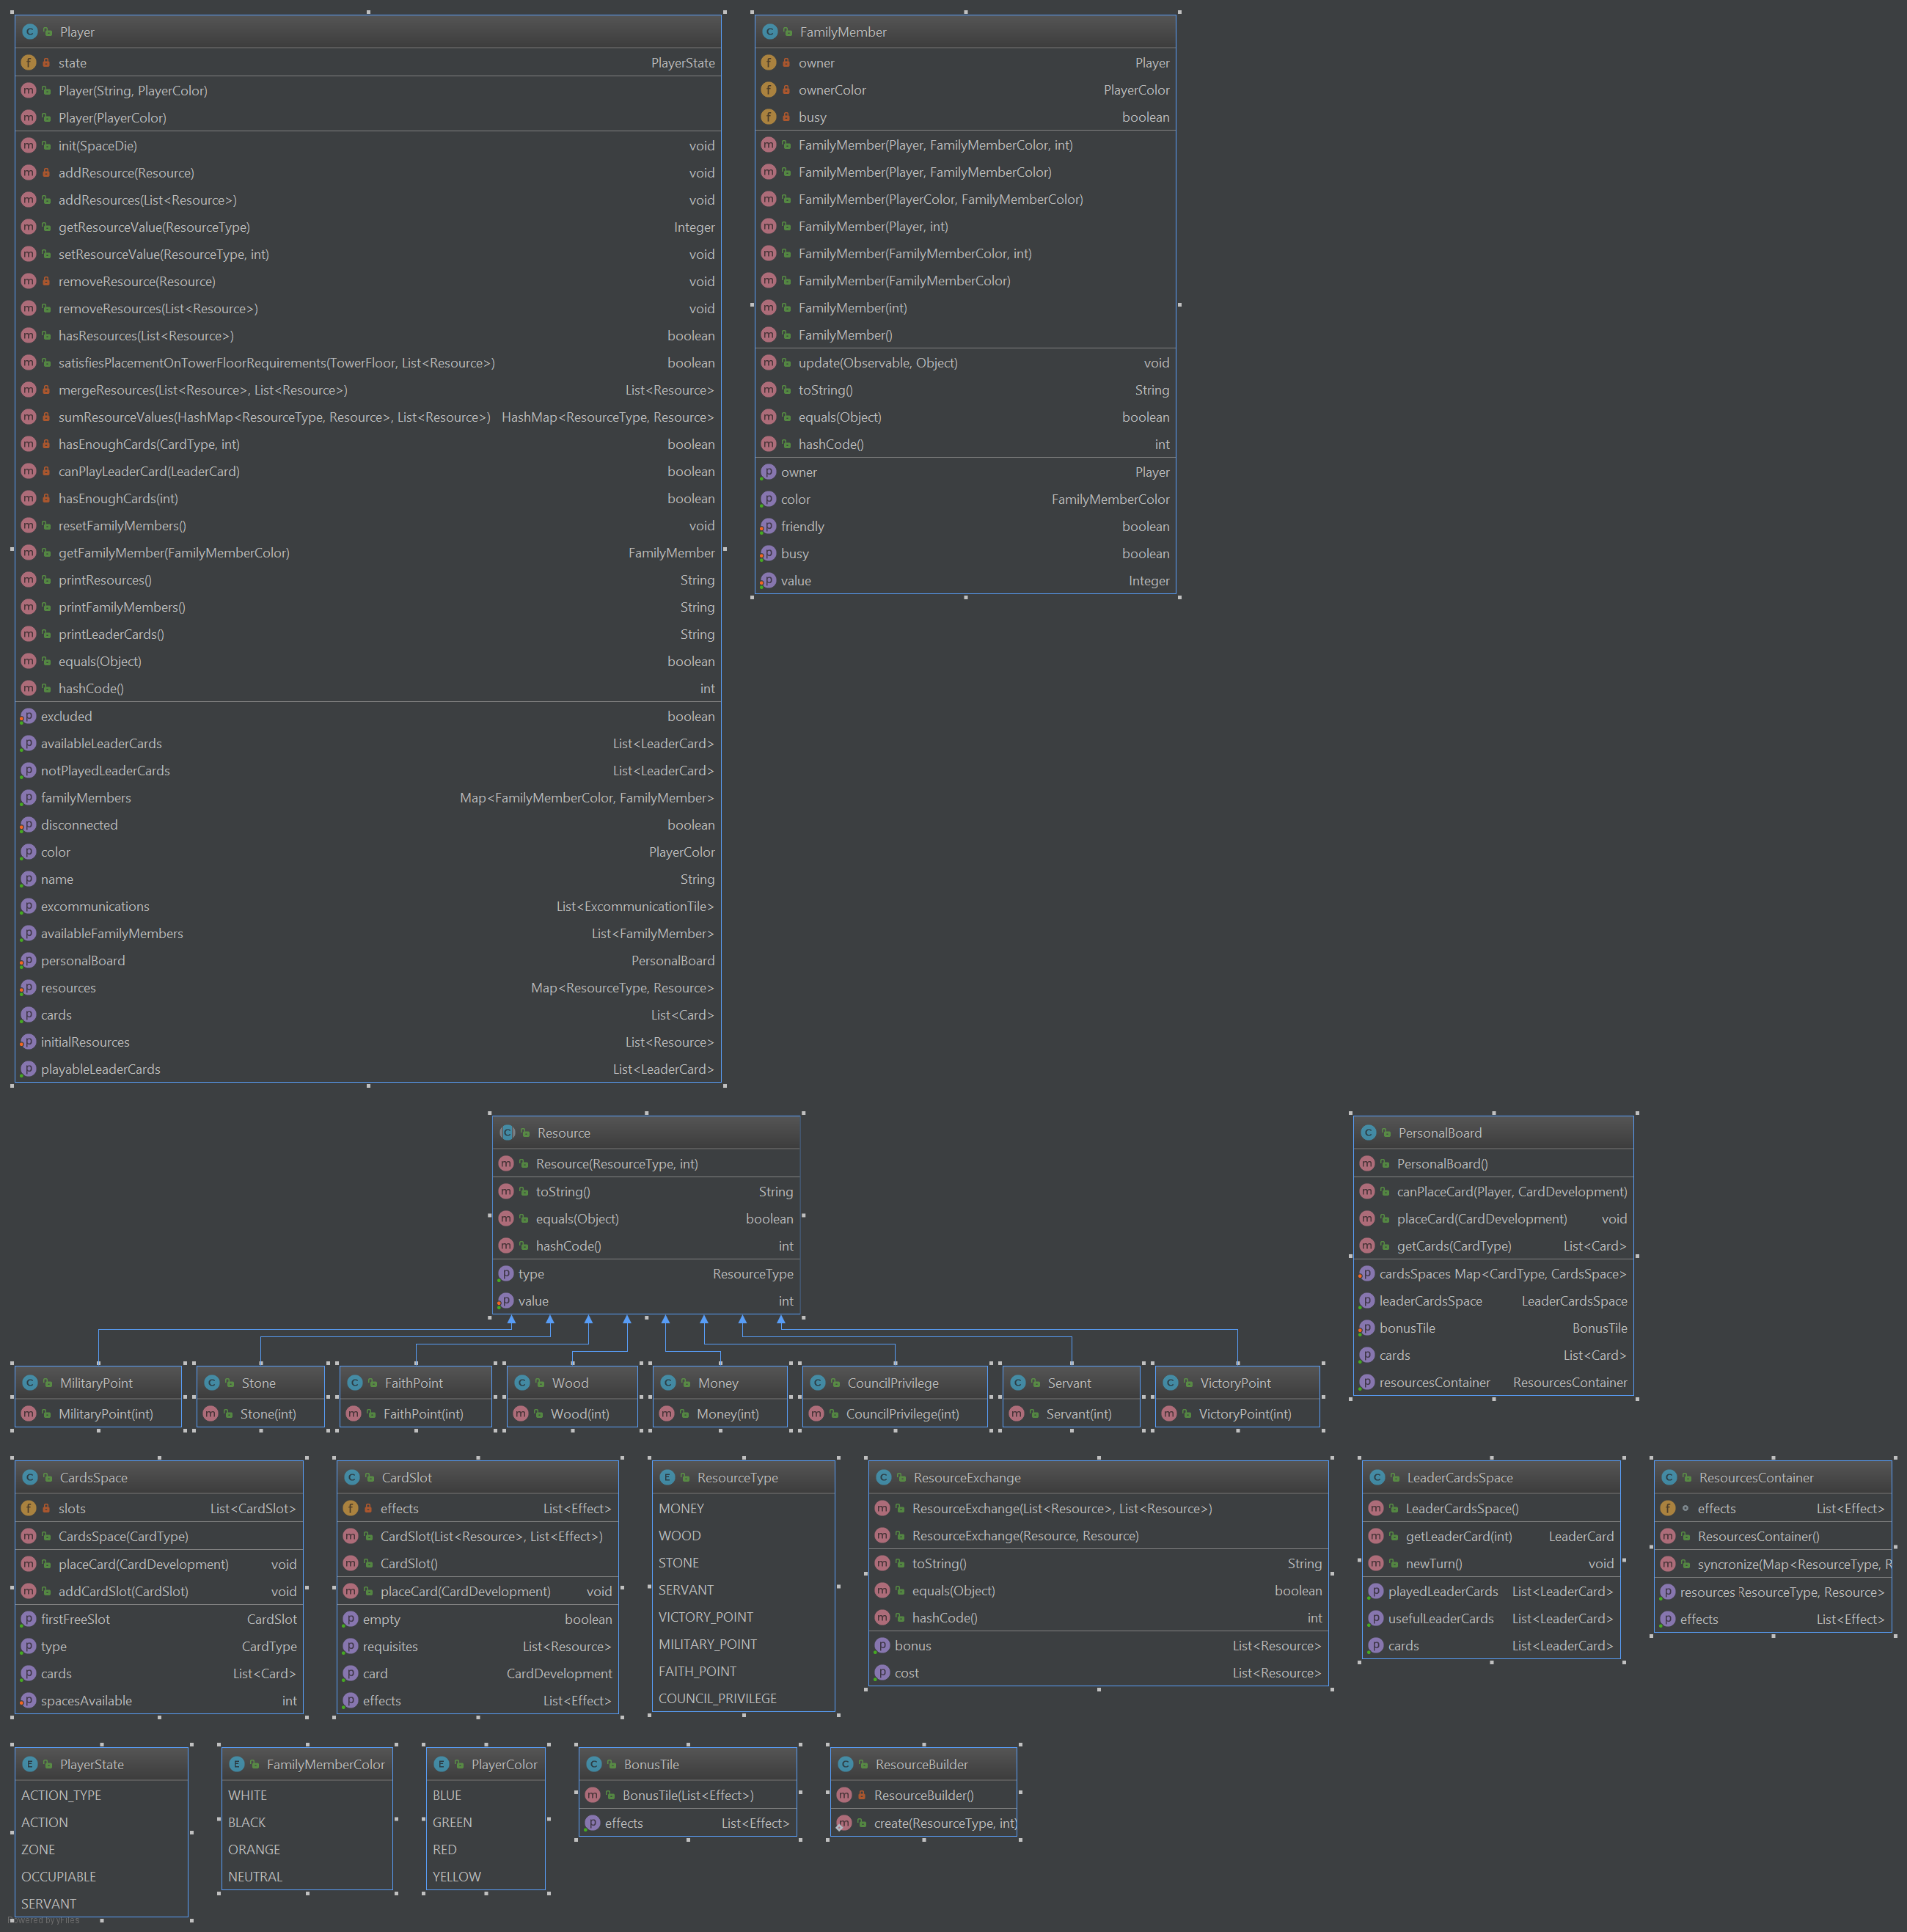 Player
state PlayerState
Player(String, PlayerColor)
Player(PlayerColor)
init(SpaceDie) void
addResource(Resource) void
addResources(List<Resource>) void
getResourceValue(ResourceType) Integer
setResourceValue(ResourceType, int) void
removeResource(Resource) void
removeResources(List<Resource>) void
hasResources(List<Resource>) boolean
satisfiesPlacementOnTowerFloorRequirements(TowerFloor, List<Resource>) boolean
mergeResources(List<Resource>, List<Resource>) List<Resource>
sumResourceValues(HashMap<ResourceType, Resource>, List<Resource>) HashMap<ResourceType, Resource>
hasEnoughCards(CardType, int) boolean
canPlayLeaderCard(LeaderCard) boolean
hasEnoughCards(int) boolean
resetFamilyMembers() void
getFamilyMember(FamilyMemberColor) FamilyMember
printResources() String
printFamilyMembers() String
printLeaderCards() String
equals(Object) boolean
hashCode() int
excluded boolean
availableLeaderCards List<LeaderCard>
notPlayedLeaderCards List<LeaderCard>
familyMembers Map<FamilyMemberColor, FamilyMember>
disconnected boolean
color PlayerColor
name String
excommunications List<ExcommunicationTile>
availableFamilyMembers List<FamilyMember>
personalBoard PersonalBoard
resources Map<ResourceType, Resource>
cards List<Card>
initialResources List<Resource>
playableLeaderCards List<LeaderCard>
FamilyMember
owner Player
ownerColor PlayerColor
busy boolean
FamilyMember(Player, FamilyMemberColor, int)
FamilyMember(Player, FamilyMemberColor)
FamilyMember(PlayerColor, FamilyMemberColor)
FamilyMember(Player, int)
FamilyMember(FamilyMemberColor, int)
FamilyMember(FamilyMemberColor)
FamilyMember(int)
FamilyMember()
update(Observable, Object) void
toString() String
equals(Object) boolean
hashCode() int
owner Player
color FamilyMemberColor
friendly boolean
busy boolean
value Integer
Resource
Resource(ResourceType, int)
toString() String
equals(Object) boolean
hashCode() int
type ResourceType
value int
PersonalBoard
PersonalBoard()
canPlaceCard(Player, CardDevelopment)
placeCard(CardDevelopment) void
getCards(CardType) List<Card>
cardsSpaces Map<CardType, CardsSpace>
leaderCardsSpace LeaderCardsSpace
bonusTile BonusTile
cards List<Card>
resourcesContainer ResourcesContainer
MilitaryPoint
MilitaryPoint(int)
Stone
Stone(int)
FaithPoint
FaithPoint(int)
Wood
Wood(int)
Money
Money(int)
CouncilPrivilege
CouncilPrivilege(int)
Servant
Servant(int)
VictoryPoint
VictoryPoint(int)
CardsSpace
slots List<CardSlot>
CardsSpace(CardType)
placeCard(CardDevelopment) void
addCardSlot(CardSlot) void
firstFreeSlot CardSlot
type CardType
cards List<Card>
spacesAvailable int
CardSlot
effects List<Effect>
CardSlot(List<Resource>, List<Effect>)
CardSlot()
placeCard(CardDevelopment) void
empty boolean
requisites List<Resource>
card CardDevelopment
effects List<Effect>
ResourceType
MONEY
WOOD
STONE
SERVANT
VICTORY_POINT
MILITARY_POINT
FAITH_POINT
COUNCIL_PRIVILEGE
ResourceExchange
ResourceExchange(List<Resource>, List<Resource>)
ResourceExchange(Resource, Resource)
toString() String
equals(Object) boolean
hashCode() int
bonus List<Resource>
cost List<Resource>
LeaderCardsSpace
LeaderCardsSpace()
getLeaderCard(int) LeaderCard
newTurn() void
playedLeaderCards List<LeaderCard>
usefulLeaderCards List<LeaderCard>
cards List<LeaderCard>
ResourcesContainer
effects List<Effect>
ResourcesContainer()
syncronize(Map<ResourceType, R
resources ResourceType, Resource>
effects List<Effect>
PlayerState
ACTION_TYPE
ACTION
ZONE
OCCUPIABLE
SERVANT
FamilyMemberColor
WHITE
BLACK
ORANGE
NEUTRAL
PlayerColor
BLUE
GREEN
RED
YELLOW
BonusTile
BonusTile(List<Effect>)
effects List<Effect>
ResourceBuilder
ResourceBuilder()
create(ResourceType, int)
Powered by yFiles